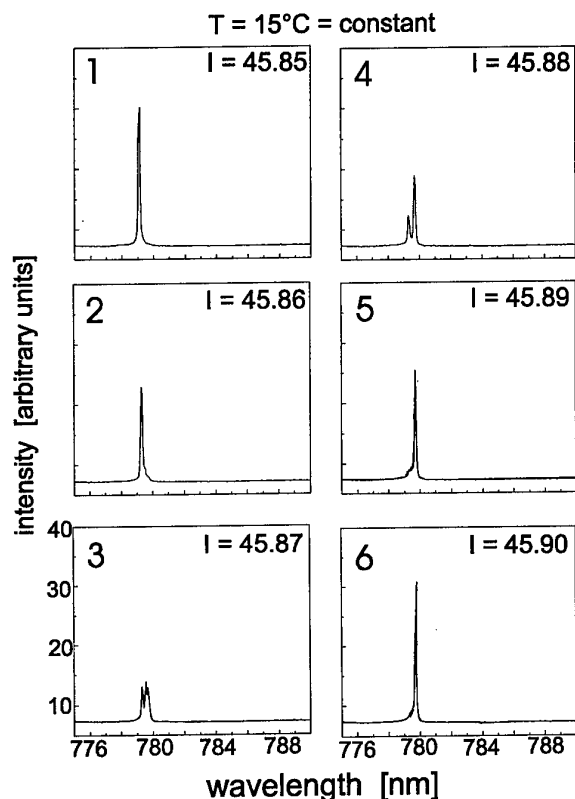 T = 15°C = constant
1
I = 45.85
4
I = 45.88
2
I = 45.86
5
I = 45.89
3
I = 45.87
6
I = 45.90
intensity [arbitrary units]
40
30
20
10
776 780 784 788
776 780 784 788
wavelength [nm]